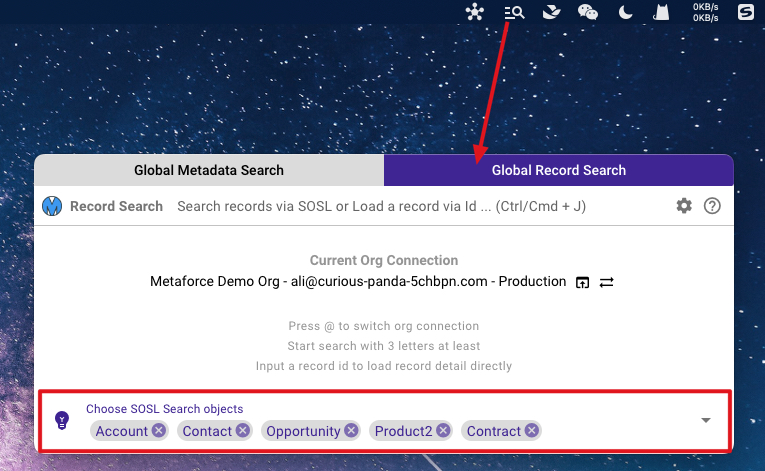 0KB/s
0KB/s
Global Metadata Search
Global Record Search
Record Search Search records via SOSL or Load a record via Id ... (Ctrl/Cmd + J)
Current Org Connection
Metaforce Demo Org - ali@curious-panda-5chbpn.com - Production
Press @ to switch org connection
Start search with 3 letters at least
Input a record id to load record detail directly
Choose SOSL Search objects
Account Contact Opportunity Product2 Contract